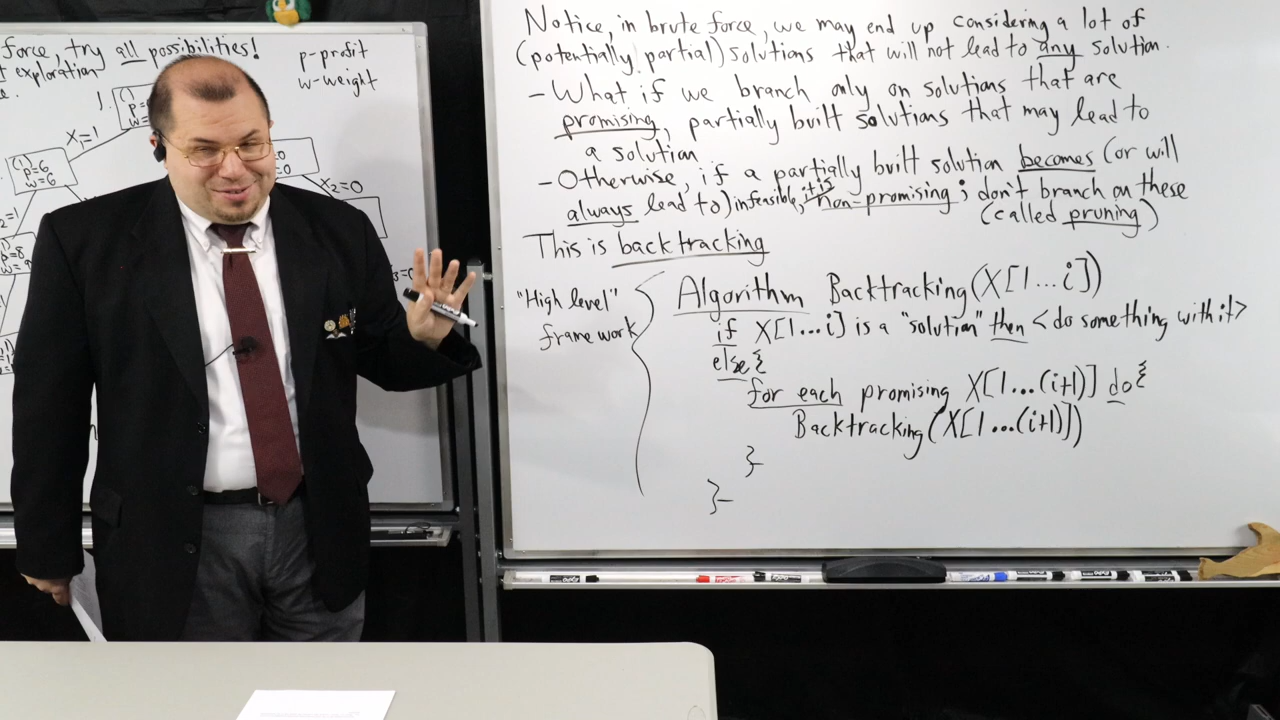 force, try all possibilities!
exploration
p-profit
w-weight
X₁=1
(1)
p=6
w=6
X₂=0
Notice, in brute force, we may end up considering a lot of
(potentially partial) solutions that will not lead to any solution.
- What if we branch only on solutions that are
promising, partially built solutions that may lead to
a solution
- Otherwise, if a partially built solution becomes (or will
always lead to) infeasible, it is non-promising; don't branch on these
(called pruning)
This is backtracking
"High level"
framework
Algorithm Backtracking(X[1...i])
if X[1...i] is a "solution" then <do something with it>
else{
for each promising X[1...(i+1)] do{
Backtracking(X[1...(i+1)])
}
}